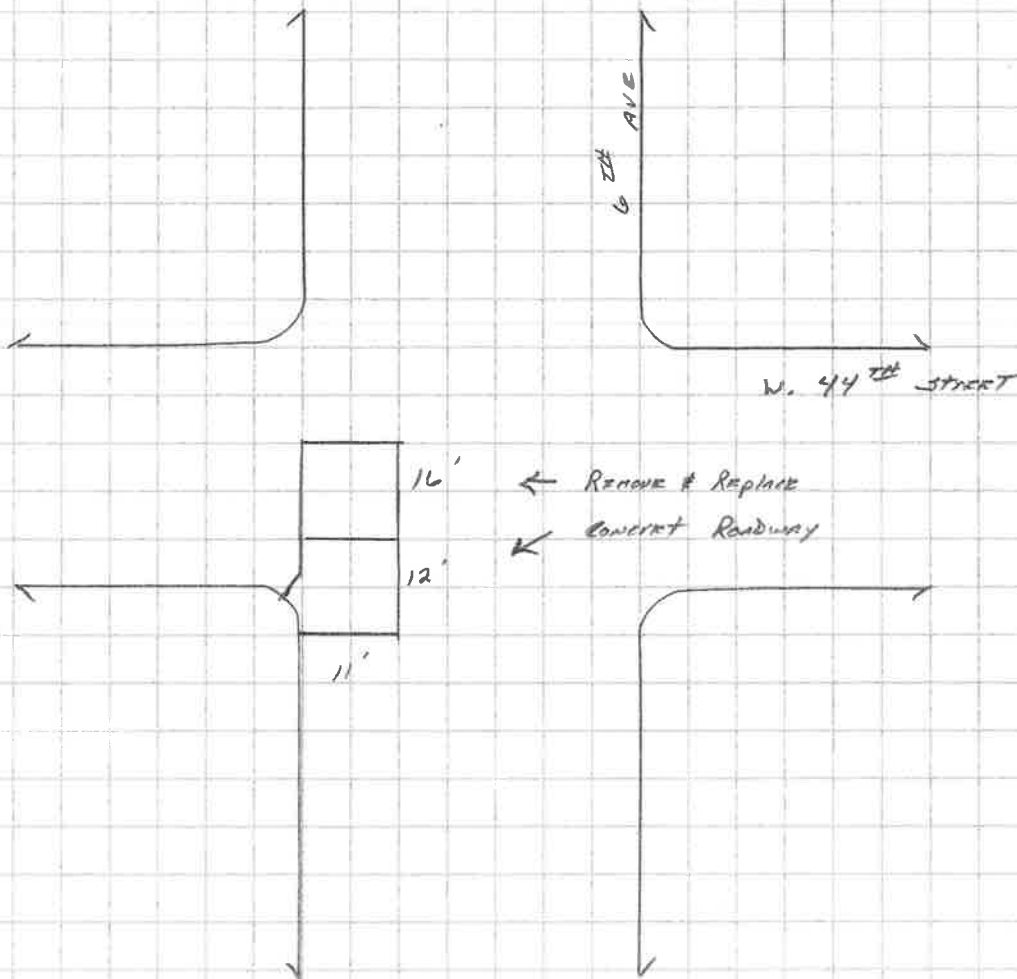 6TH AVE
W. 44TH STREET
16'
← REMOVE & REPLACE
CONCRET ROADWAY
12'
11'